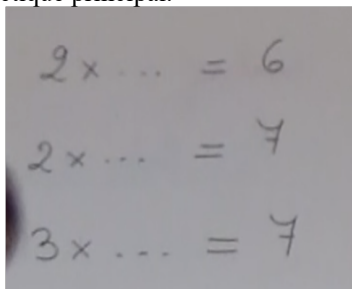 2 × ... = 6
2 × ... = 7
3 × ... = 7